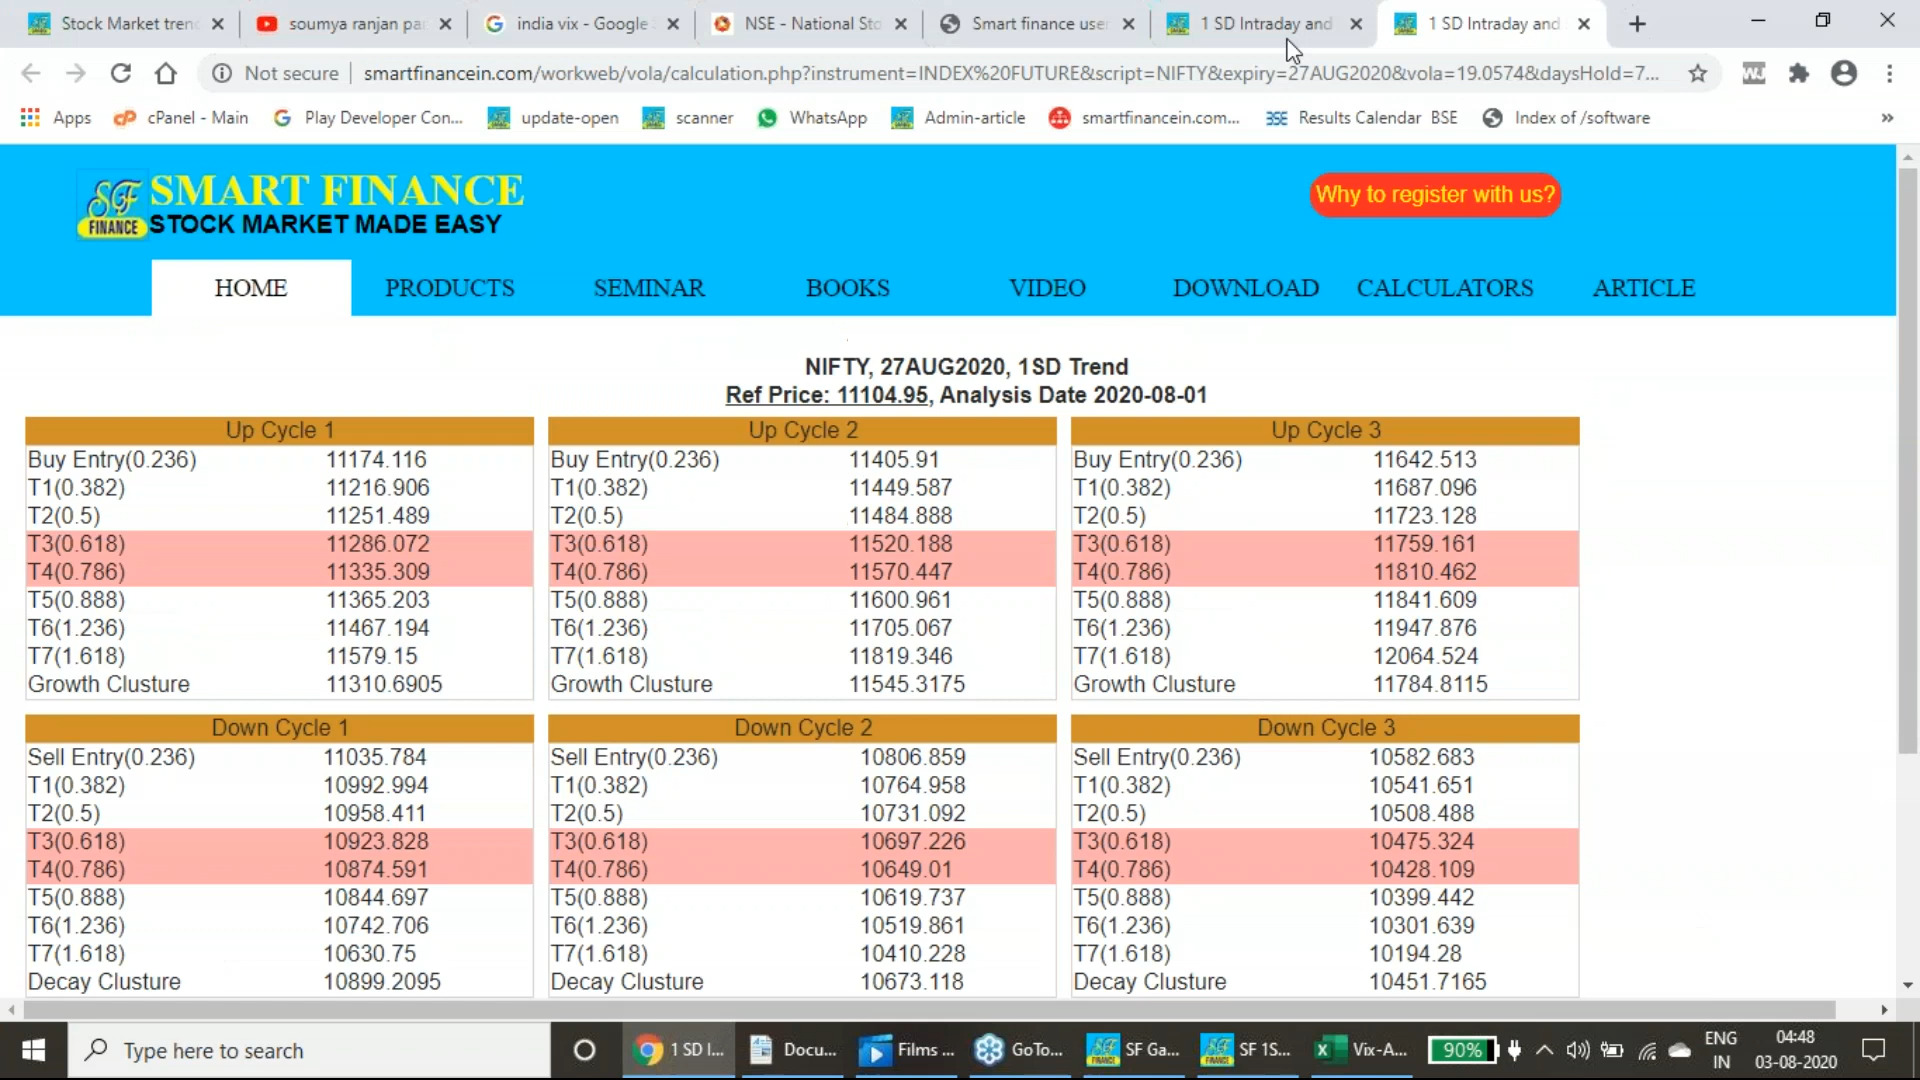 Stock Market tren
soumya ranjan pa
india vix - Google
NSE - National Sto
Smart finance user
1 SD Intraday and
1 SD Intraday and
Not secure
smartfinancein.com/workweb/vola/calculation.php?instrument=INDEX%20FUTURE&script=NIFTY&expiry=27AUG2020&vola=19.0574&daysHold=7...
Apps
cPanel - Main
Play Developer Con...
update-open
scanner
WhatsApp
Admin-article
smartfinancein.com...
Results Calendar BSE
Index of /software
»
SMART FINANCE
STOCK MARKET MADE EASY
SF
FINANCE
Why to register with us?
HOME PRODUCTS SEMINAR BOOKS VIDEO DOWNLOAD CALCULATORS ARTICLE
NIFTY, 27AUG2020, 1SD Trend
Ref Price: 11104.95, Analysis Date 2020-08-01
Up Cycle 1
Buy Entry(0.236) 11174.116
T1(0.382) 11216.906
T2(0.5) 11251.489
T3(0.618) 11286.072
T4(0.786) 11335.309
T5(0.888) 11365.203
T6(1.236) 11467.194
T7(1.618) 11579.15
Growth Clusture 11310.6905
Up Cycle 2
Buy Entry(0.236) 11405.91
T1(0.382) 11449.587
T2(0.5) 11484.888
T3(0.618) 11520.188
T4(0.786) 11570.447
T5(0.888) 11600.961
T6(1.236) 11705.067
T7(1.618) 11819.346
Growth Clusture 11545.3175
Up Cycle 3
Buy Entry(0.236) 11642.513
T1(0.382) 11687.096
T2(0.5) 11723.128
T3(0.618) 11759.161
T4(0.786) 11810.462
T5(0.888) 11841.609
T6(1.236) 11947.876
T7(1.618) 12064.524
Growth Clusture 11784.8115
Down Cycle 1
Sell Entry(0.236) 11035.784
T1(0.382) 10992.994
T2(0.5) 10958.411
T3(0.618) 10923.828
T4(0.786) 10874.591
T5(0.888) 10844.697
T6(1.236) 10742.706
T7(1.618) 10630.75
Decay Clusture 10899.2095
Down Cycle 2
Sell Entry(0.236) 10806.859
T1(0.382) 10764.958
T2(0.5) 10731.092
T3(0.618) 10697.226
T4(0.786) 10649.01
T5(0.888) 10619.737
T6(1.236) 10519.861
T7(1.618) 10410.228
Decay Clusture 10673.118
Down Cycle 3
Sell Entry(0.236) 10582.683
T1(0.382) 10541.651
T2(0.5) 10508.488
T3(0.618) 10475.324
T4(0.786) 10428.109
T5(0.888) 10399.442
T6(1.236) 10301.639
T7(1.618) 10194.28
Decay Clusture 10451.7165
Type here to search
1 SD I...
Docu...
Films ...
GoTo...
SF Ga...
SF 1S...
Vix-A...
90%
ENG
IN
04:48
03-08-2020